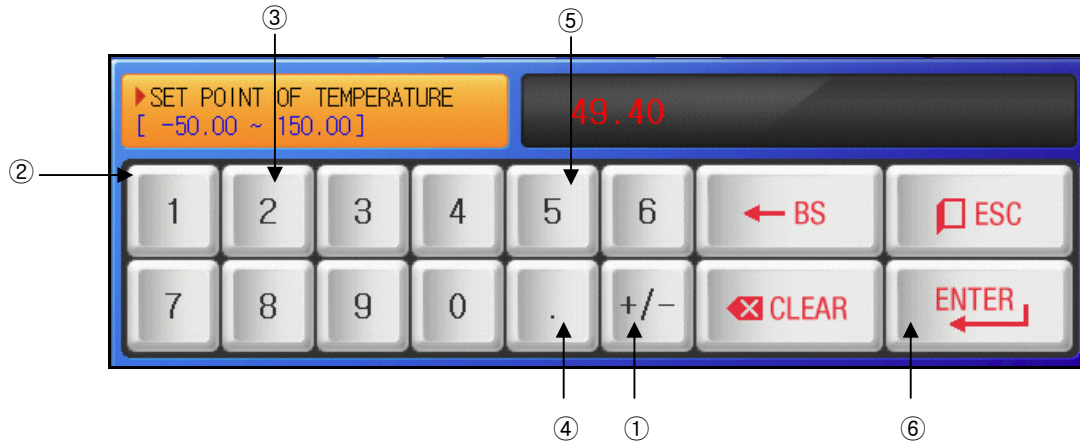 ③ ⑤
▶SET POINT OF TEMPERATURE
[ -50.00 ~ 150.00]
49.40
②
1 2 3 4 5 6 ← BS ESC
7 8 9 0 . +/- CLEAR ENTER
④ ① ⑥